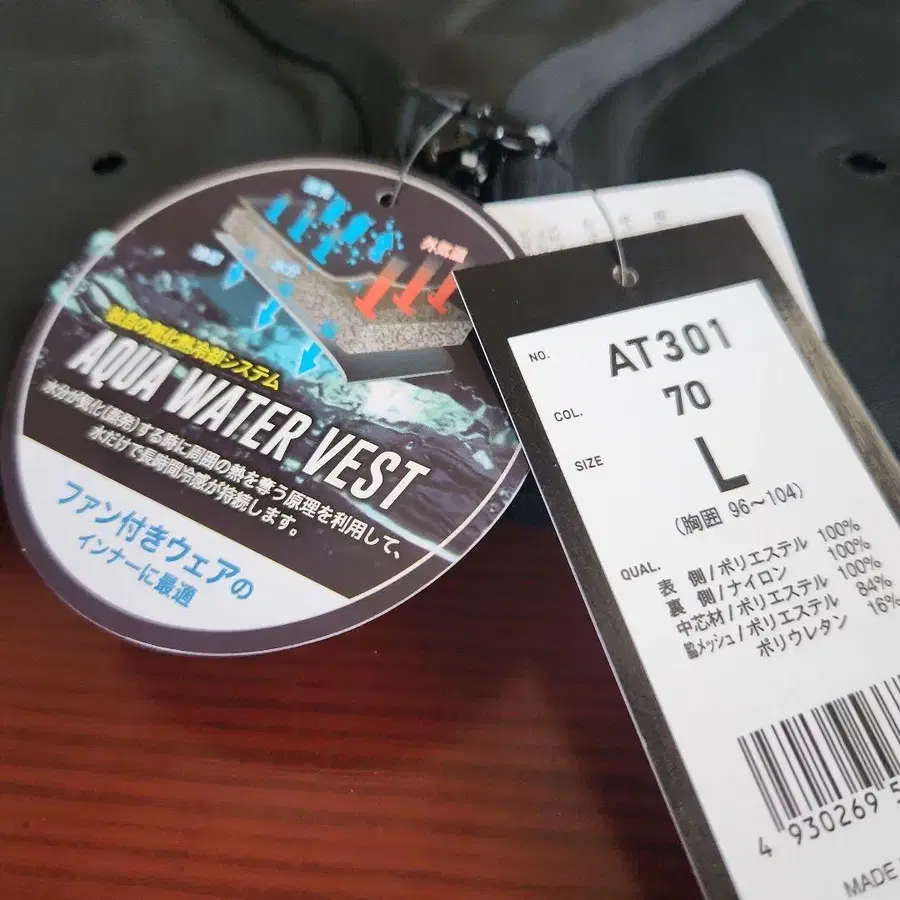 蒸発
外気温
水分
冷却
独自の気化熱冷却システム
AQUA WATER VEST
水分が気化(蒸発)する時に周囲の熱を奪う原理を利用して、
水だけで長時間冷感が持続します。
ファン付きウェアの
インナーに最適
NO. AT301
COL. 70
SIZE L
(胸囲 96~104)
QUAL.
表 側/ポリエステル 100%
裏 側/ナイロン 100%
中芯材/ポリエステル 100%
脇メッシュ/ポリエステル 84%
ポリウレタン 16%
4 930269 5
MADE